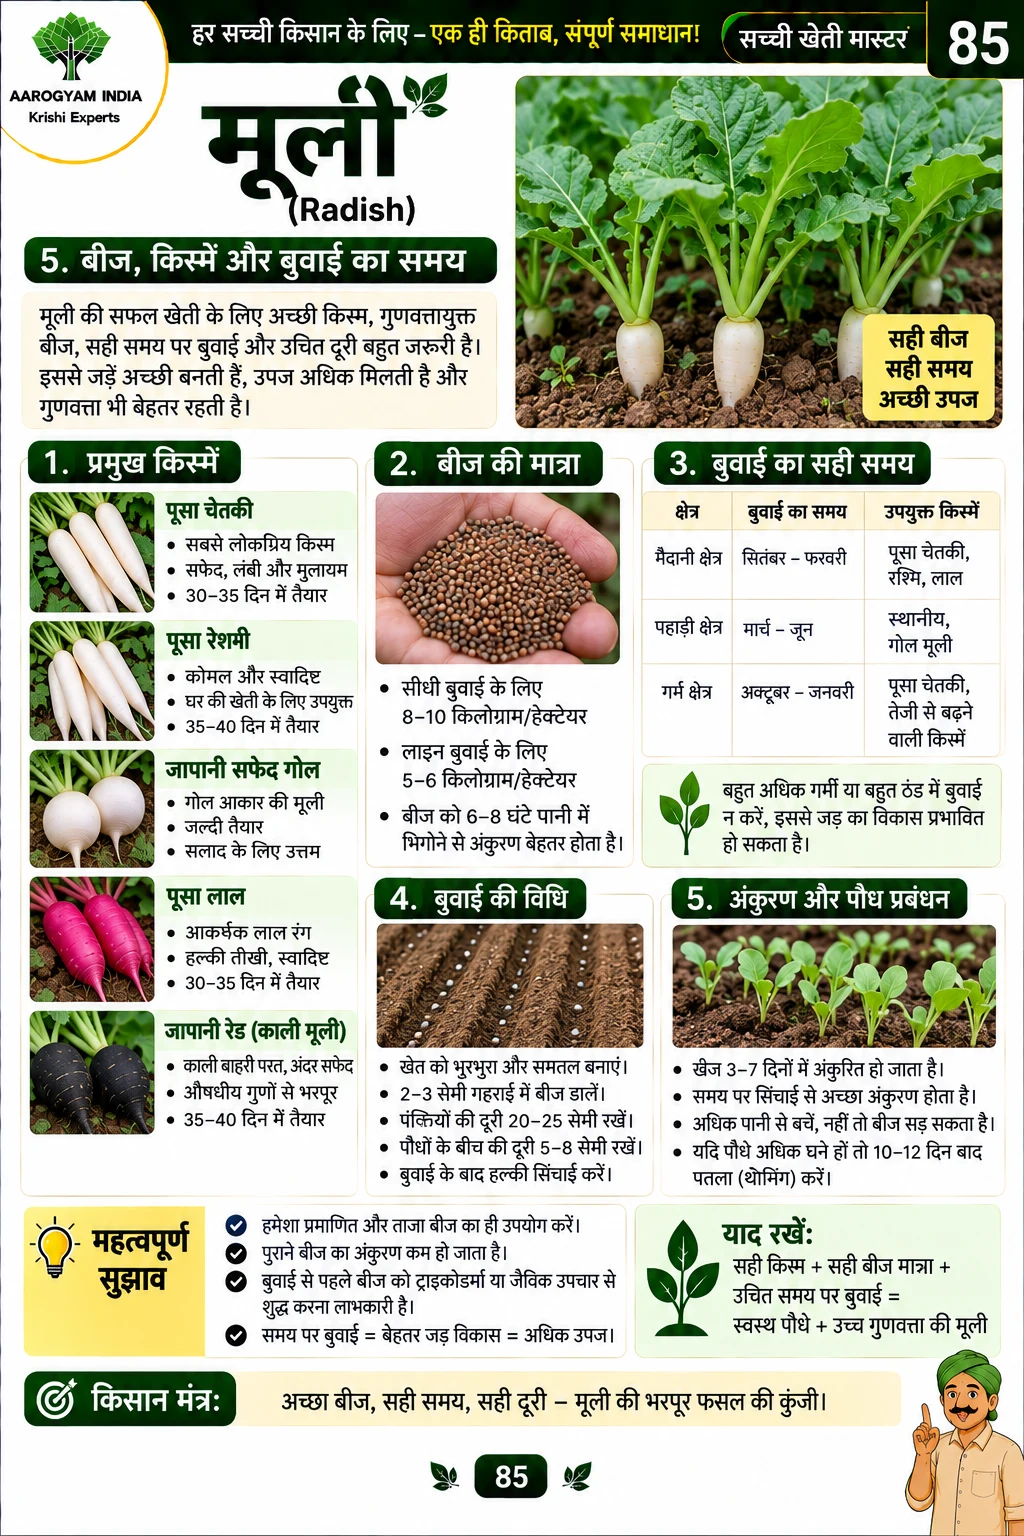 हर सच्ची किसान के लिए – एक ही किताब, संपूर्ण समाधान!
सच्ची खेती मास्टर
85
AAROGYAM INDIA
Krishi Experts
मूली
(Radish)
5. बीज, किस्में और बुवाई का समय
मूली की सफल खेती के लिए अच्छी किस्म, गुणवत्तायुक्त
बीज, सही समय पर बुवाई और उचित दूरी बहुत जरूरी है।
इससे जड़ें अच्छी बनती हैं, उपज अधिक मिलती है और
गुणवत्ता भी बेहतर रहती है।
सही बीज
सही समय
अच्छी उपज
1. प्रमुख किस्में
पूसा चेतकी
• सबसे लोकप्रिय किस्म
• सफेद, लंबी और मुलायम
• 30–35 दिन में तैयार
पूसा रेशमी
• कोमल और स्वादिष्ट
• घर की खेती के लिए उपयुक्त
• 35–40 दिन में तैयार
जापानी सफेद गोल
• गोल आकार की मूली
• जल्दी तैयार
• सलाद के लिए उत्तम
पूसा लाल
• आकर्षक लाल रंग
• हल्की तीखी, स्वादिष्ट
• 30–35 दिन में तैयार
जापानी रेड (काली मूली)
• काली बाहरी परत, अंदर सफेद
• औषधीय गुणों से भरपूर
• 35–40 दिन में तैयार
2. बीज की मात्रा
• सीधी बुवाई के लिए
8–10 किलोग्राम/हेक्टेयर
• लाइन बुवाई के लिए
5–6 किलोग्राम/हेक्टेयर
• बीज को 6–8 घंटे पानी में
भिगोने से अंकुरण बेहतर होता है।
3. बुवाई का सही समय
क्षेत्र बुवाई का समय उपयुक्त किस्में
मैदानी क्षेत्र सितंबर – फरवरी पूसा चेतकी,
रश्मि, लाल
पहाड़ी क्षेत्र मार्च – जून स्थानीय,
गोल मूली
गर्म क्षेत्र अक्टूबर – जनवरी पूसा चेतकी,
तेजी से बढ़ने
वाली किस्में
बहुत अधिक गर्मी या बहुत ठंड में बुवाई
न करें, इससे जड़ का विकास प्रभावित
हो सकता है।
4. बुवाई की विधि
• खेत को भुरभुरा और समतल बनाएं।
• 2–3 सेमी गहराई में बीज डालें।
• पंक्तियों की दूरी 20–25 सेमी रखें।
• पौधों के बीच की दूरी 5–8 सेमी रखें।
• बुवाई के बाद हल्की सिंचाई करें।
5. अंकुरण और पौध प्रबंधन
• खेज 3–7 दिनों में अंकुरित हो जाता है।
• समय पर सिंचाई से अच्छा अंकुरण होता है।
• अधिक पानी से बचें, नहीं तो बीज सड़ सकता है।
• यदि पौधे अधिक घने हों तो 10–12 दिन बाद
पतला करें।
महत्वपूर्ण
सुझाव
हमेशा प्रमाणित और ताजा बीज का ही उपयोग करें।
पुराने बीज का अंकुरण कम हो जाता है।
बुवाई से पहले बीज को ट्राइकोडर्मा या जैविक उपचार से
शुद्ध करना लाभकारी है।
समय पर बुवाई = बेहतर जड़ विकास = अधिक उपज।
याद रखें:
सही किस्म + सही बीज मात्रा +
उचित समय पर बुवाई =
स्वस्थ पौधे + उच्च गुणवत्ता की मूली
किसान मंत्र:
अच्छा बीज, सही समय, सही दूरी – मूली की भरपूर फसल की कुंजी।
85